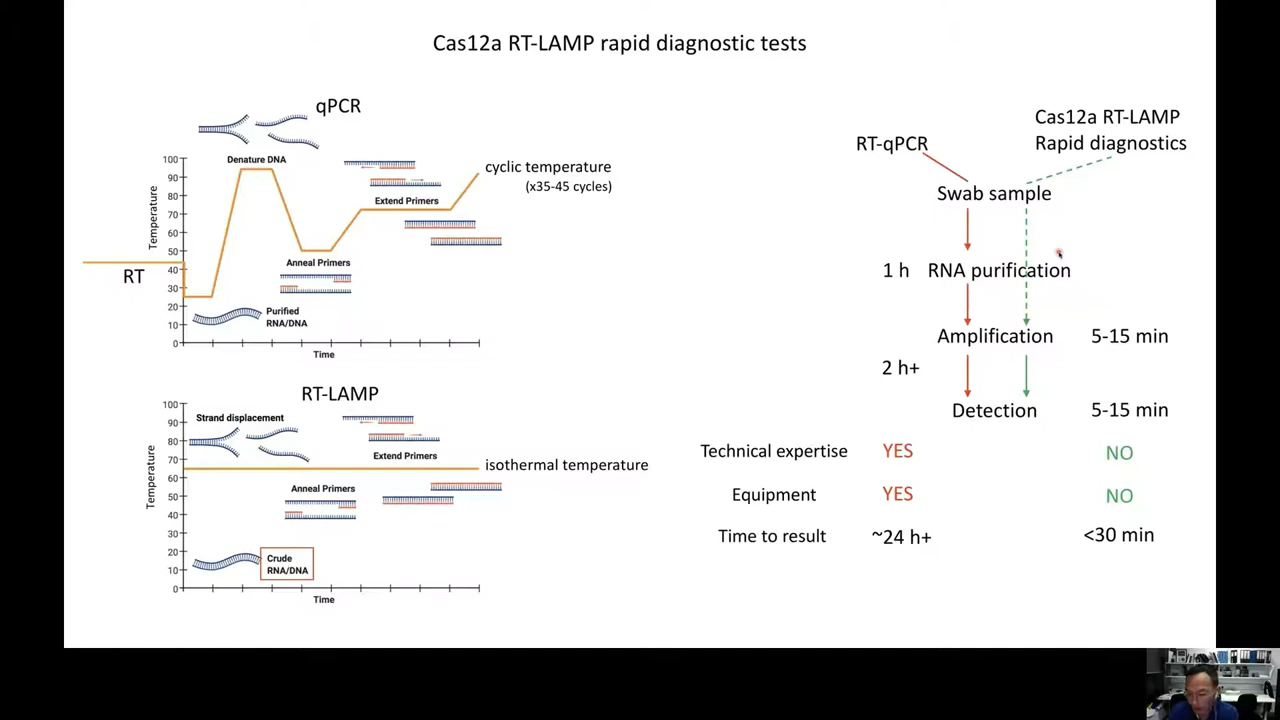 Cas12a RT-LAMP rapid diagnostic tests
qPCR
Denature DNA
100
90
80
70
60
50
40
30
20
10
0
Temperature
RT
cyclic temperature
(x35-45 cycles)
Extend Primers
Anneal Primers
Purified
RNA/DNA
Time
RT-LAMP
100
90
80
70
60
50
40
30
20
10
0
Temperature
Strand displacement
Extend Primers
isothermal temperature
Anneal Primers
Crude
RNA/DNA
Time
RT-qPCR
Cas12a RT-LAMP
Rapid diagnostics
Swab sample
1 h RNA purification
Amplification 5-15 min
2 h+
Detection 5-15 min
Technical expertise YES NO
Equipment YES NO
Time to result ~24 h+ <30 min